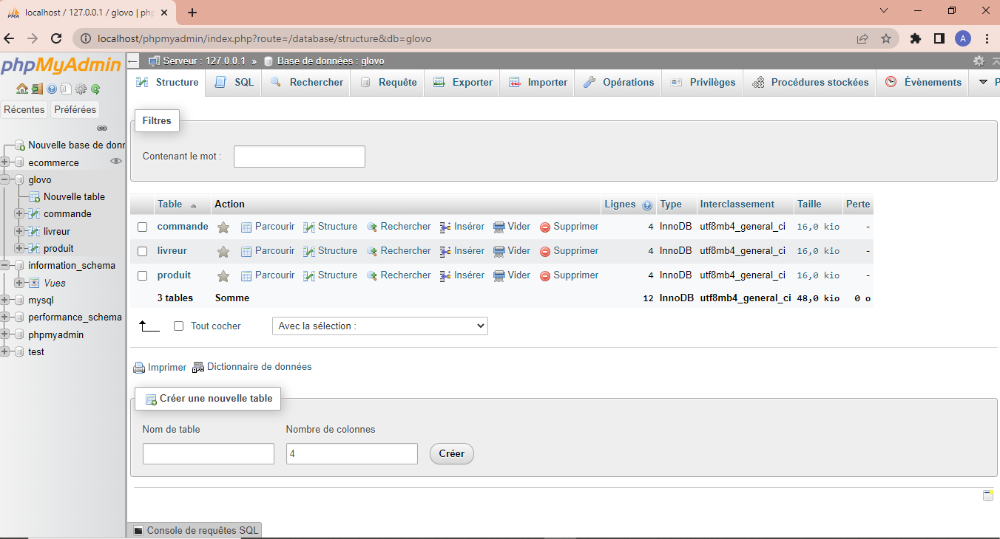 localhost / 127.0.0.1 / glovo | php
localhost/phpmyadmin/index.php?route=/database/structure&db=glovo
A
phpMyAdmin
Récentes Préférées
Nouvelle base de donn
ecommerce
glovo
Nouvelle table
commande
livreur
produit
information_schema
Vues
mysql
performance_schema
phpmyadmin
test
Serveur : 127.0.0.1 » Base de données : glovo
Structure SQL Rechercher Requête Exporter Importer Opérations Privilèges Procédures stockées Évènements P
Filtres
Contenant le mot :
Table Action Lignes Type Interclassement Taille Perte
commande Parcourir Structure Rechercher Insérer Vider Supprimer 4 InnoDB utf8mb4_general_ci 16,0 kio -
livreur Parcourir Structure Rechercher Insérer Vider Supprimer 4 InnoDB utf8mb4_general_ci 16,0 kio -
produit Parcourir Structure Rechercher Insérer Vider Supprimer 4 InnoDB utf8mb4_general_ci 16,0 kio -
3 tables Somme 12 InnoDB utf8mb4_general_ci 48,0 kio 0 o
Tout cocher Avec la sélection :
Imprimer Dictionnaire de données
Créer une nouvelle table
Nom de table Nombre de colonnes
4 Créer
Console de requêtes SQL